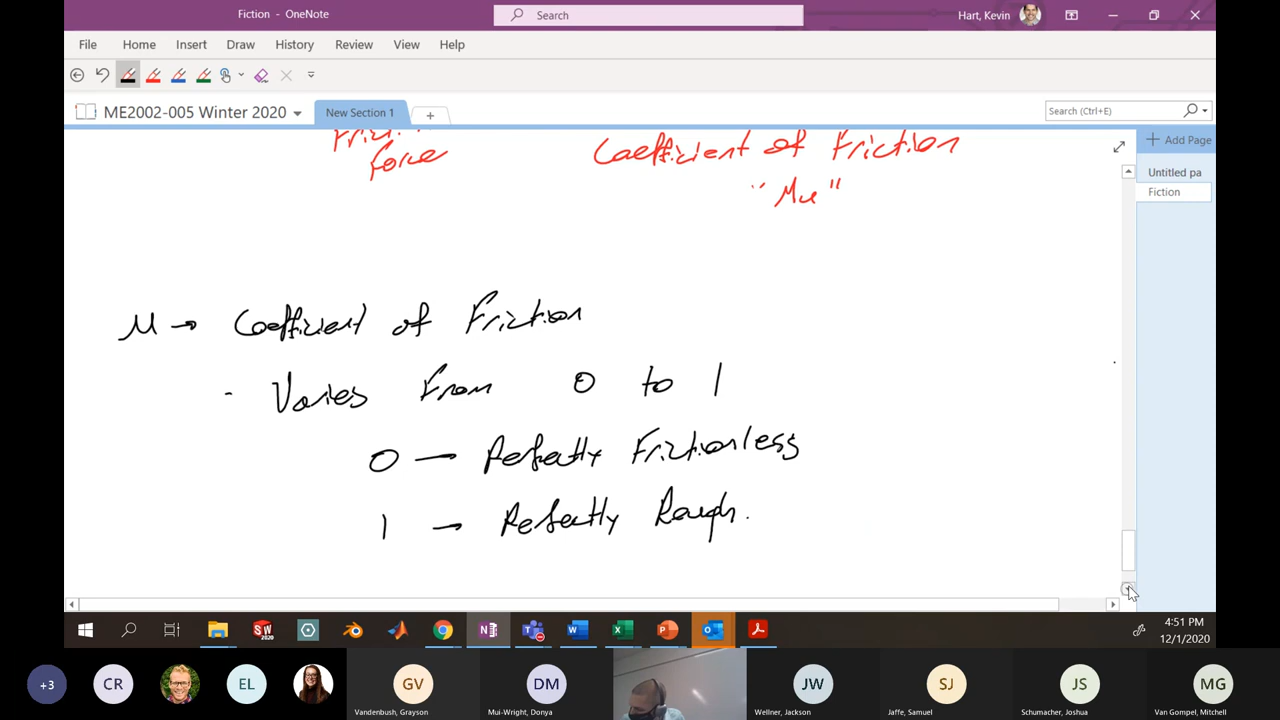 Fiction - OneNote
Search
Hart, Kevin
File Home Insert Draw History Review View Help
ME2002-005 Winter 2020
New Section 1
Search (Ctrl+E)
Add Page
Untitled pa
Fiction
Force
Coefficient of Friction
"Mu"
μ → Coefficient of Friction
- Varies From 0 to 1
0 — Perfectly Frictionless
1 → Perfectly Rough.
4:51 PM
12/1/2020
+3 CR EL GV DM JW SJ JS MG
Vandenbush, Grayson
Mui-Wright, Donya
Wellner, Jackson
Jaffe, Samuel
Schumacher, Joshua
Van Gompel, Mitchell